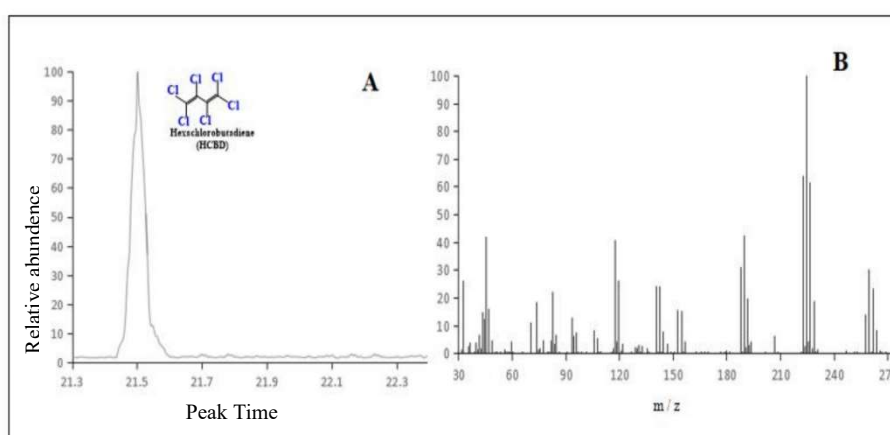 A
B
Cl
Cl
Cl
Cl
Cl
Cl
Hexachlorobutadiene
(HCBD)
Relative abundance
100
90
80
70
60
50
40
30
20
10
0
21.3 21.5 21.7 21.9 22.1 22.3
Peak Time
100
90
80
70
60
50
40
30
20
10
0
30 60 90 120 150 180 210 240 27
m/z